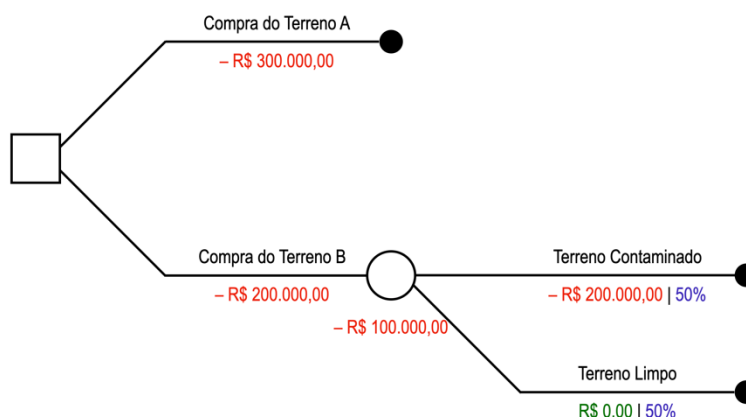 Compra do Terreno A
– R$ 300.000,00
Compra do Terreno B
– R$ 200.000,00
– R$ 100.000,00
Terreno Contaminado
– R$ 200.000,00 | 50%
Terreno Limpo
R$ 0,00 | 50%